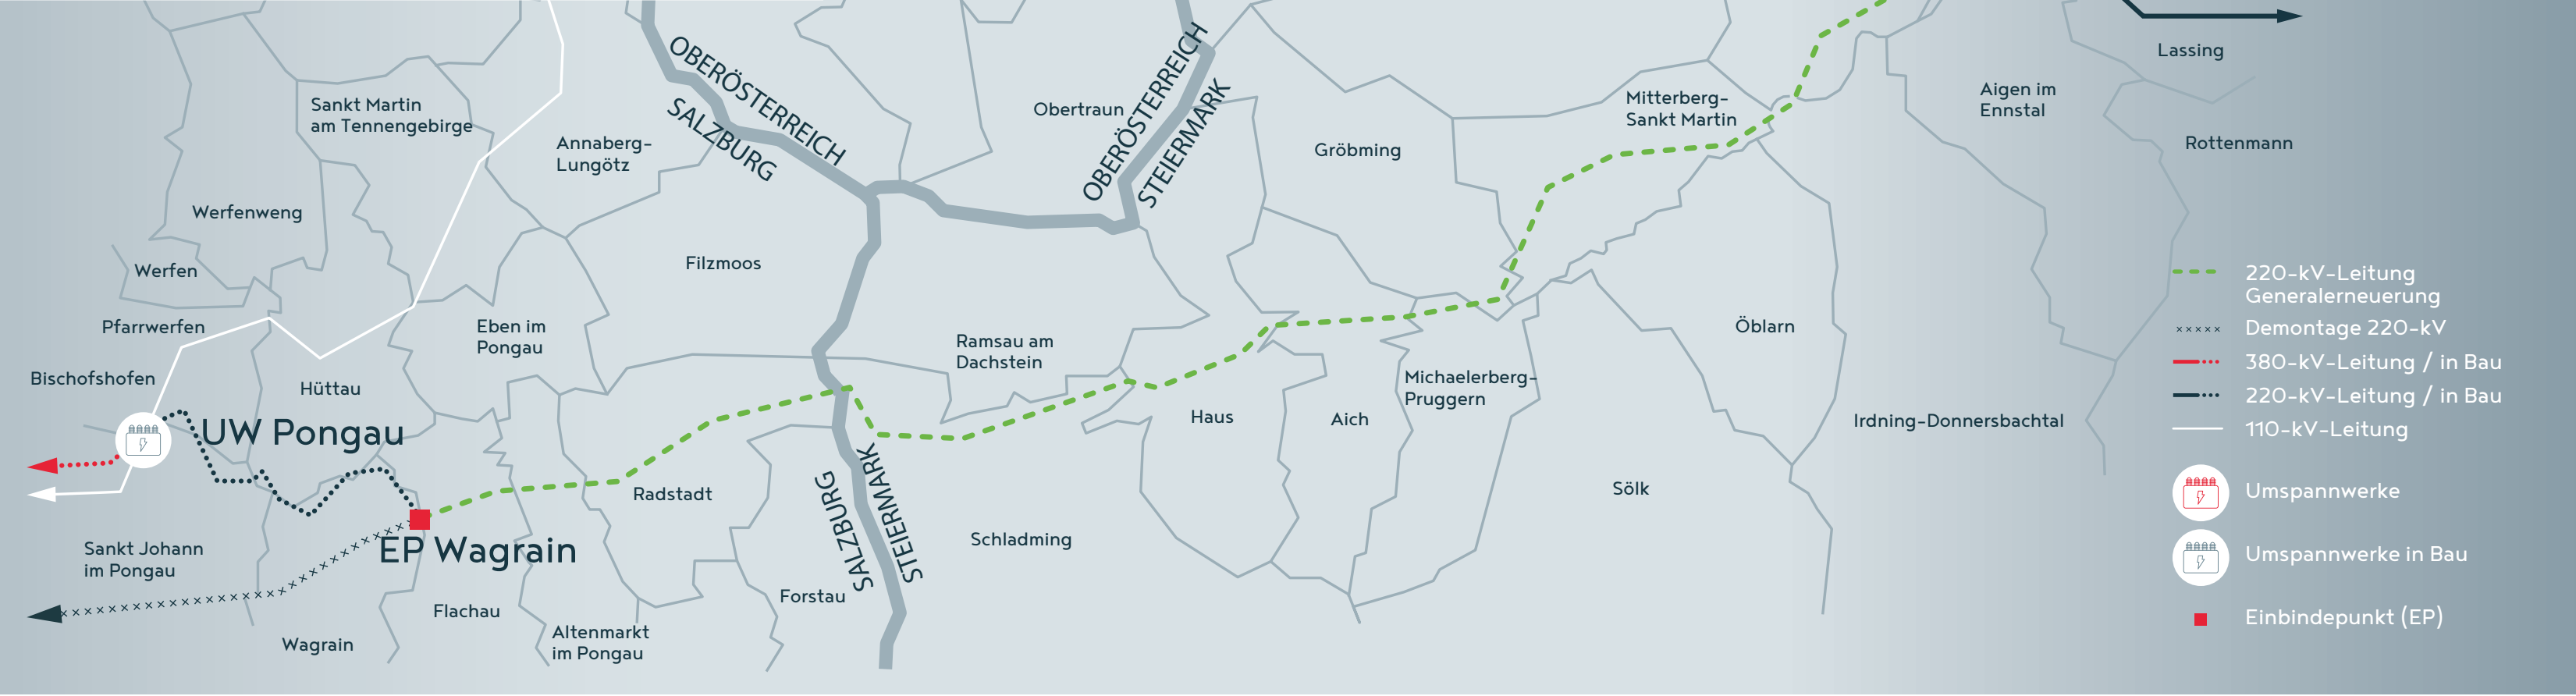 Lassing
Aigen im
Ennstal
Rottenmann
OBERÖSTERREICH
SALZBURG
OBERÖSTERREICH
STEIERMARK
Sankt Martin
am Tennengebirge
Annaberg-
Lungötz
Obertraun
Gröbming
Mitterberg-
Sankt Martin
Werfenweng
Werfen
Filzmoos
Pfarrwerfen
Eben im
Pongau
Ramsau am
Dachstein
Öblarn
Bischofshofen
Hüttau
Haus
Aich
Michaelerberg-
Pruggern
Irdning-Donnersbachtal
UW Pongau
Radstadt
SALZBURG
STEIERMARK
Sölk
EP Wagrain
Schladming
Sankt Johann
im Pongau
Forstau
Flachau
Wagrain
Altenmarkt
im Pongau
220-kV-Leitung
Generalerneuerung
Demontage 220-kV
380-kV-Leitung / in Bau
220-kV-Leitung / in Bau
110-kV-Leitung
Umspannwerke
Umspannwerke in Bau
Einbindepunkt (EP)